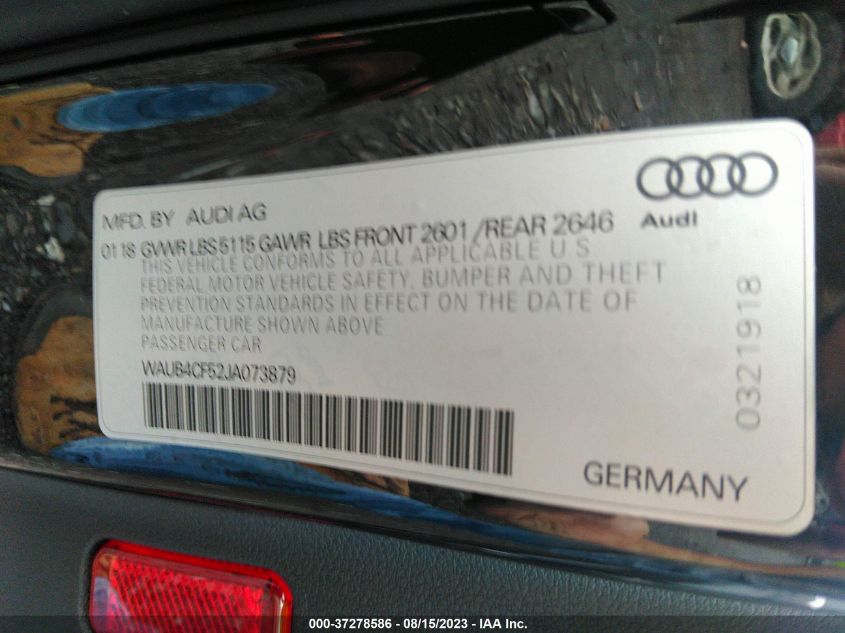 MFD. BY AUDI AG
Audi
01 18 GVWR LBS 5115 GAWR LBS FRONT 2601 / REAR 2646
THIS VEHICLE CONFORMS TO ALL APPLICABLE U S
FEDERAL MOTOR VEHICLE SAFETY, BUMPER AND THEFT
PREVENTION STANDARDS IN EFFECT ON THE DATE OF
MANUFACTURE SHOWN ABOVE
PASSENGER CAR
WAUB4CF52JA073879
0321918
GERMANY
000-37278586 - 08/15/2023 - IAA Inc.